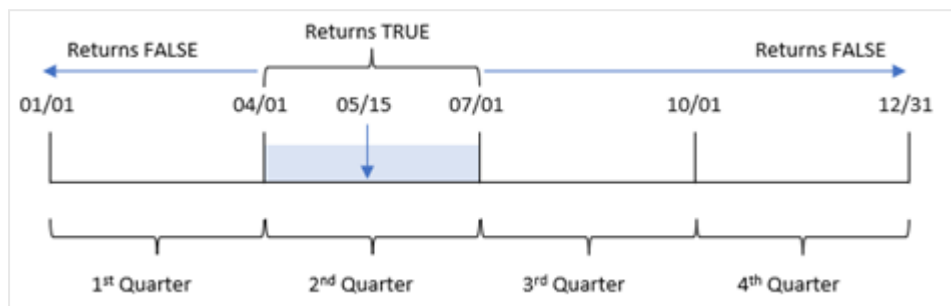 Returns TRUE
Returns FALSE Returns FALSE
01/01 04/01 05/15 07/01 10/01 12/31
1st Quarter 2nd Quarter 3rd Quarter 4th Quarter